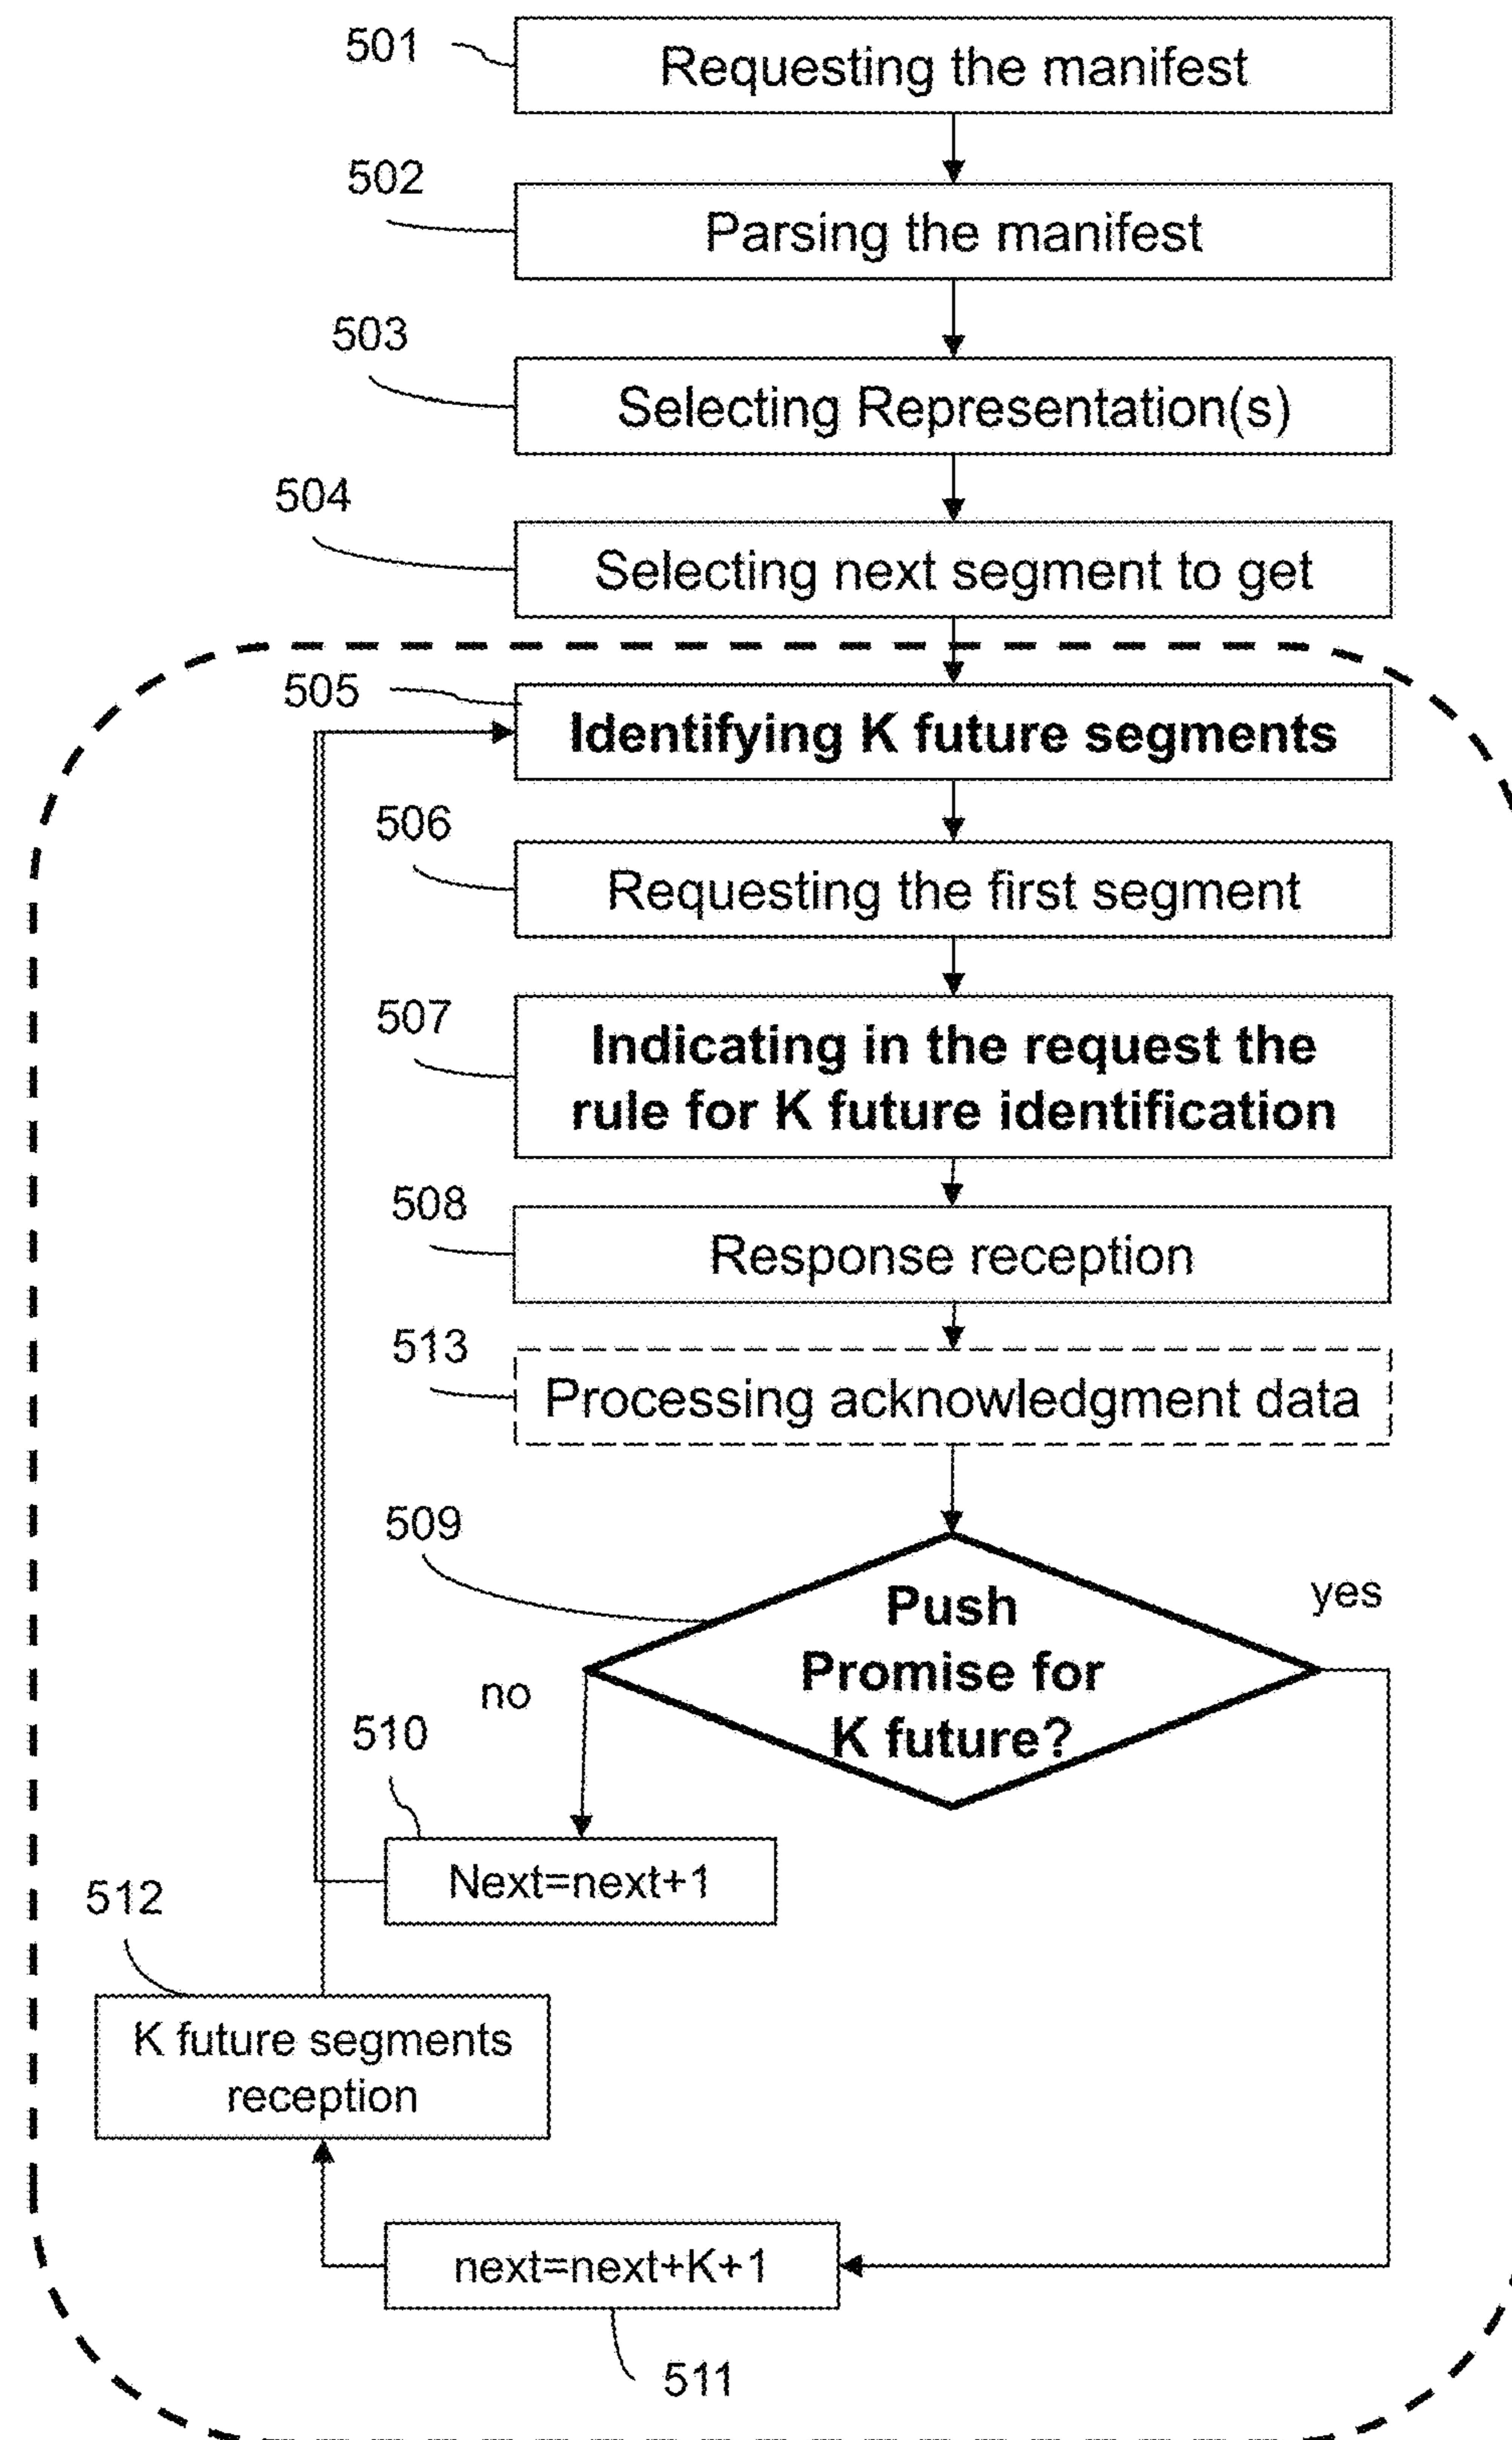 501
Requesting the manifest
502
Parsing the manifest
503
Selecting Representation(s)
504
Selecting next segment to get
505
Identifying K future segments
506
Requesting the first segment
507
Indicating in the request the
rule for K future identification
508
Response reception
513
Processing acknowledgment data
509
Push
Promise for
K future?
yes
no
510
Next=next+1
512
K future segments
reception
next=next+K+1
511